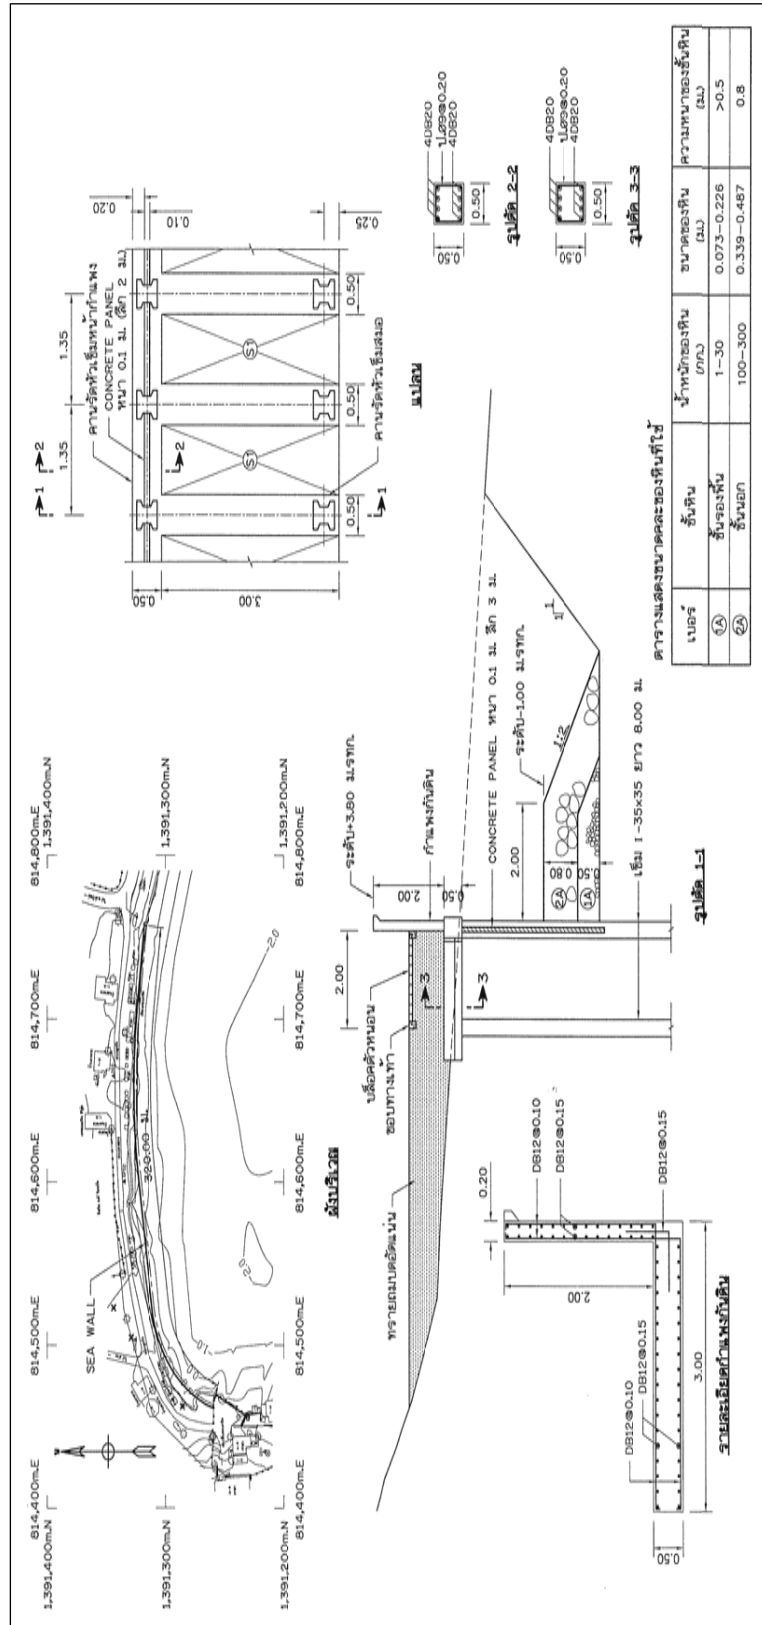 814,400m.E
814,500m.E
814,600m.E
814,700m.E
814,800m.E
1,391,400m.N
1,391,400m.N
1,391,300m.N
1,391,300m.N
1,391,200m.N
1,391,200m.N
814,400m.E
814,500m.E
814,600m.E
814,700m.E
814,800m.E
SEA WALL
320.00 ม.
-1.0
-2.0
-2.0
ผังบริเวณ
คานรัดหัวเข็มหน้ากำแพง
CONCRETE PANEL
หนา 0.1 ม. (ลึก 2 ม.)
1
1.35
2
1.35
0.20
0.10
0.25
0.50
3.00
S1
S1
2
1
0.50
0.50
0.50
คานรัดหัวเข็มสมอ
แปลน
4DB20
ป.Ø9@0.20
4DB20
0.50
0.50
รูปตัด 2-2
4DB20
ป.Ø9@0.20
4DB20
0.50
0.50
รูปตัด 3-3
ระดับ+3.80 ม.รทก.
กำแพงกันดิน
2.00
0.50
2.00
บล็อคตัวหนอน
ขอบทางเท้า
ทรายถมบดอัดแน่น
3
3
CONCRETE PANEL หนา 0.1 ม. ลึก 3 ม.
ระดับ-1.00 ม.รทก.
2.00
1:2
1
1
2A
0.80
1A
0.50
เข็ม I-35x35 ยาว 8.00 ม.
รูปตัด 1-1
0.20
DB12@0.10
DB12@0.15
DB12@0.15
2.00
DB12@0.10
DB12@0.15
0.50
3.00
รายละเอียดกำแพงกันดิน
ตารางแสดงขนาดคละของหินที่ใช้
เบอร์ ชั้นหิน น้ำหนักของหิน (กก.) ขนาดของหิน (ม.) ความหนาของชั้นหิน (ม.)
1A ชั้นรองพื้น 1-30 0.073-0.226 >0.5
2A ชั้นนอก 100-300 0.339-0.487 0.8